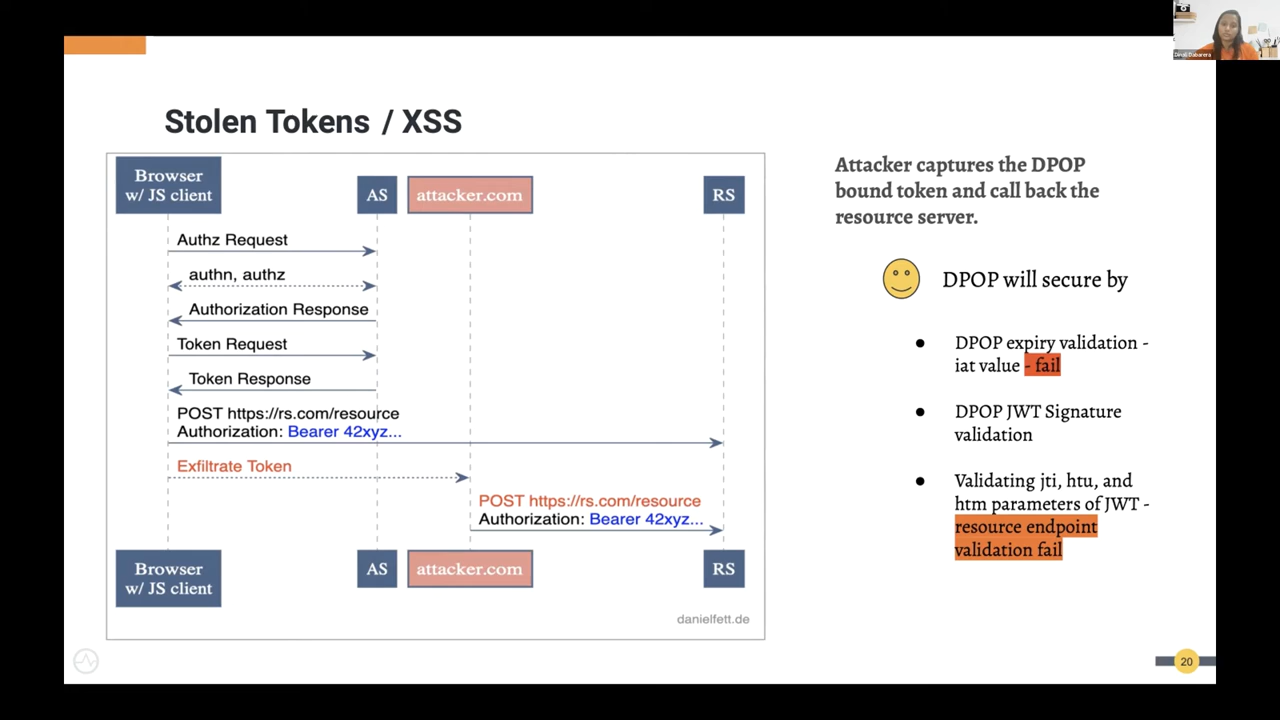 Dinali Dabarera
Stolen Tokens / XSS
Browser
w/ JS client
AS
attacker.com
RS
Authz Request
authn, authz
Authorization Response
Token Request
Token Response
POST https://rs.com/resource
Authorization: Bearer 42xyz...
Exfiltrate Token
POST https://rs.com/resource
Authorization: Bearer 42xyz...
Browser
w/ JS client
AS
attacker.com
RS
danielfett.de
Attacker captures the DPOP
bound token and call back the
resource server.
DPOP will secure by
● DPOP expiry validation -
iat value - fail
● DPOP JWT Signature
validation
● Validating jti, htu, and
htm parameters of JWT -
resource endpoint
validation fail
20